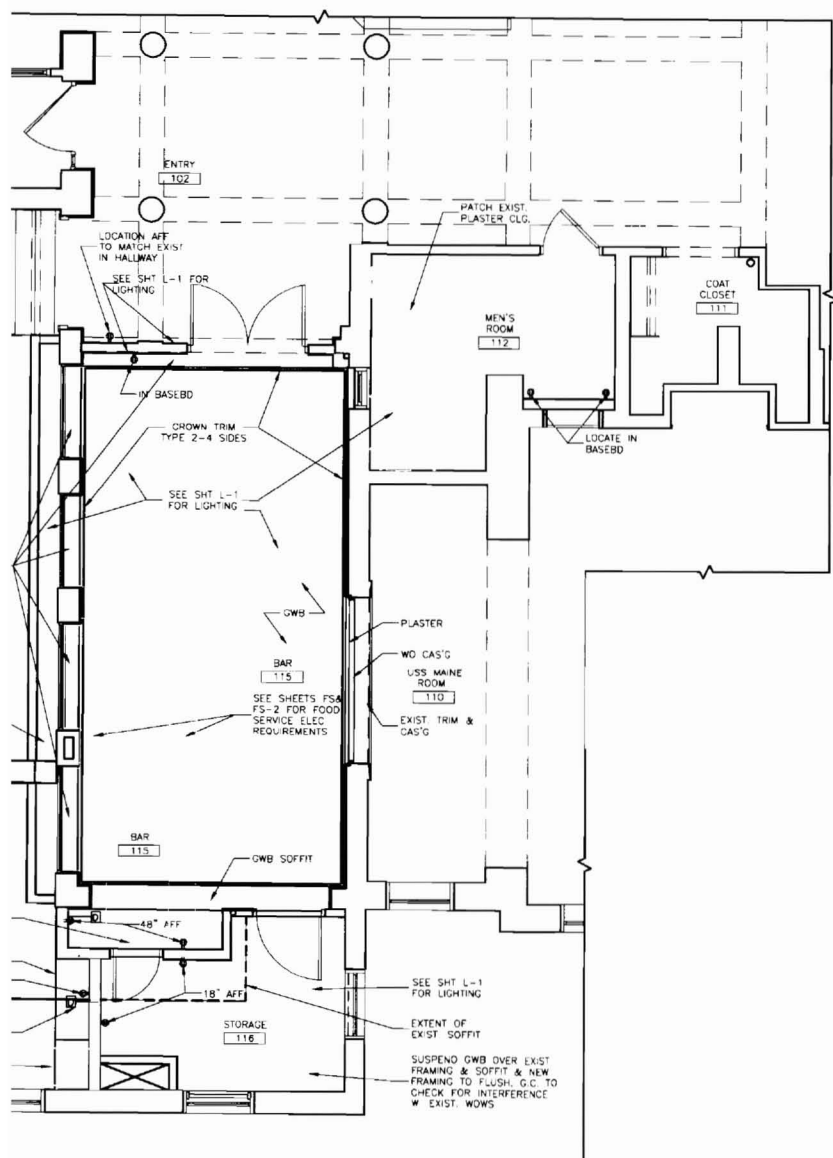 ENTRY
102
PATCH EXIST.
PLASTER CLG.
LOCATION AFF
TO MATCH EXIST
IN HALLWAY
SEE SHT L-1 FOR
LIGHTING
COAT
CLOSET
111
MEN'S
ROOM
112
IN BASEBD
CROWN TRIM
TYPE 2-4 SIDES
LOCATE IN
BASEBD
SEE SHT L-1
FOR LIGHTING
GWB
PLASTER
WD CAS'G
BAR
115
USS MAINE
ROOM
110
SEE SHEETS FS&
FS-2 FOR FOOD
SERVICE ELEC
REQUIREMENTS
EXIST. TRIM &
CAS'G
BAR
115
GWB SOFFIT
48" AFF
18" AFF
SEE SHT L-1
FOR LIGHTING
STORAGE
116
EXTENT OF
EXIST SOFFIT
SUSPEND GWB OVER EXIST
FRAMING & SOFFIT & NEW
FRAMING TO FLUSH. G.C. TO
CHECK FOR INTERFERENCE
W EXIST. WDWS